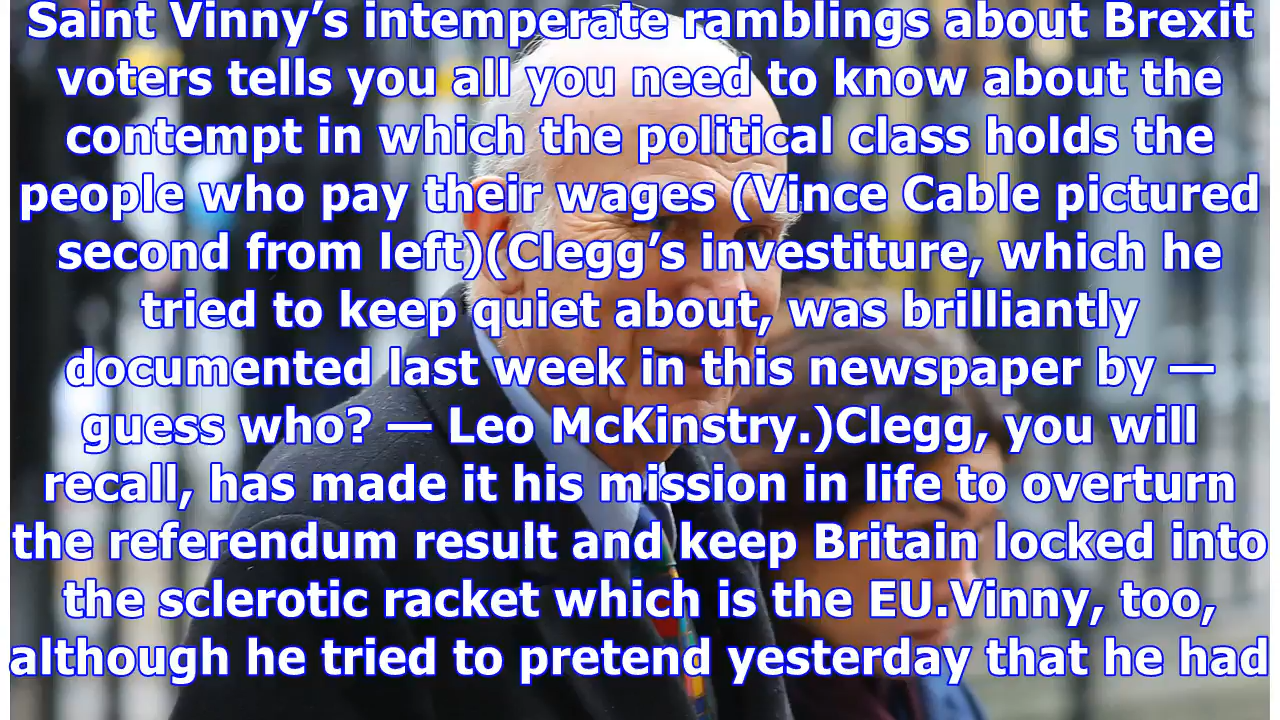 Saint Vinny’s intemperate ramblings about Brexit
voters tells you all you need to know about the
contempt in which the political class holds the
people who pay their wages (Vince Cable pictured
second from left)(Clegg’s investiture, which he
tried to keep quiet about, was brilliantly
documented last week in this newspaper by —
guess who? — Leo McKinstry.)Clegg, you will
recall, has made it his mission in life to overturn
the referendum result and keep Britain locked into
the sclerotic racket which is the EU.Vinny, too,
although he tried to pretend yesterday that he had